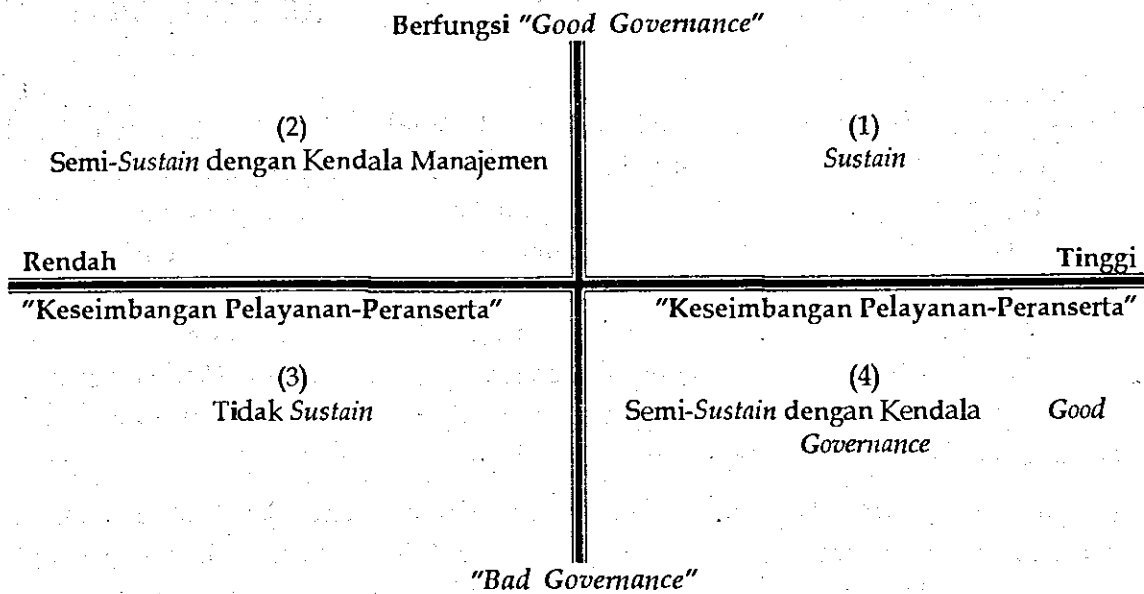 Berfungsi "Good Governance"
(2)
Semi-Sustain dengan Kendala Manajemen
(1)
Sustain
Rendah
Tinggi
"Keseimbangan Pelayanan-Peranserta"
"Keseimbangan Pelayanan-Peranserta"
(3)
Tidak Sustain
(4)
Semi-Sustain dengan Kendala Good
Governance
"Bad Governance"